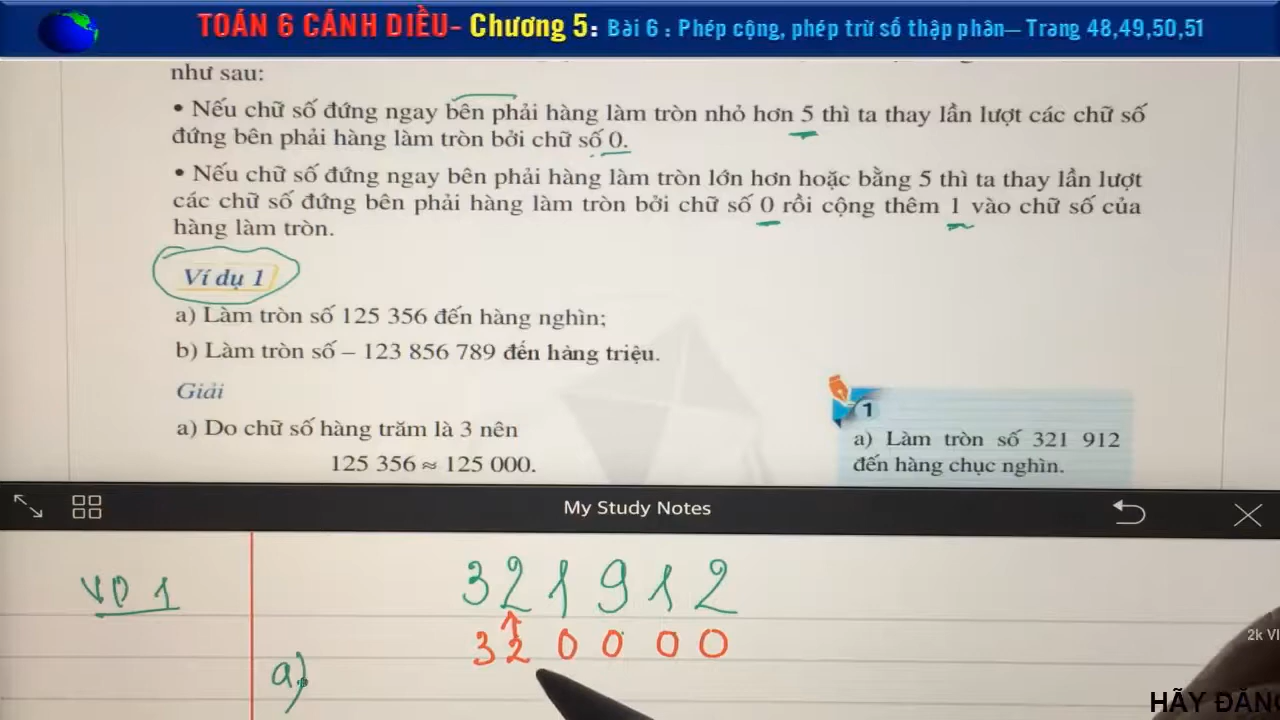 TOÁN 6 CÁNH DIỀU- Chương 5: Bài 6 : Phép cộng, phép trừ số thập phân– Trang 48,49,50,51
như sau:
• Nếu chữ số đứng ngay bên phải hàng làm tròn nhỏ hơn 5 thì ta thay lần lượt các chữ số
đứng bên phải hàng làm tròn bởi chữ số 0.
• Nếu chữ số đứng ngay bên phải hàng làm tròn lớn hơn hoặc bằng 5 thì ta thay lần lượt
các chữ số đứng bên phải hàng làm tròn bởi chữ số 0 rồi cộng thêm 1 vào chữ số của
hàng làm tròn.
Ví dụ 1
a) Làm tròn số 125 356 đến hàng nghìn;
b) Làm tròn số – 123 856 789 đến hàng triệu.
Giải
a) Do chữ số hàng trăm là 3 nên
125 356 ≈ 125 000.
1
a) Làm tròn số 321 912
đến hàng chục nghìn.
My Study Notes
VD 1
321912
320000
a)
2k VI
HÃY ĐĂN